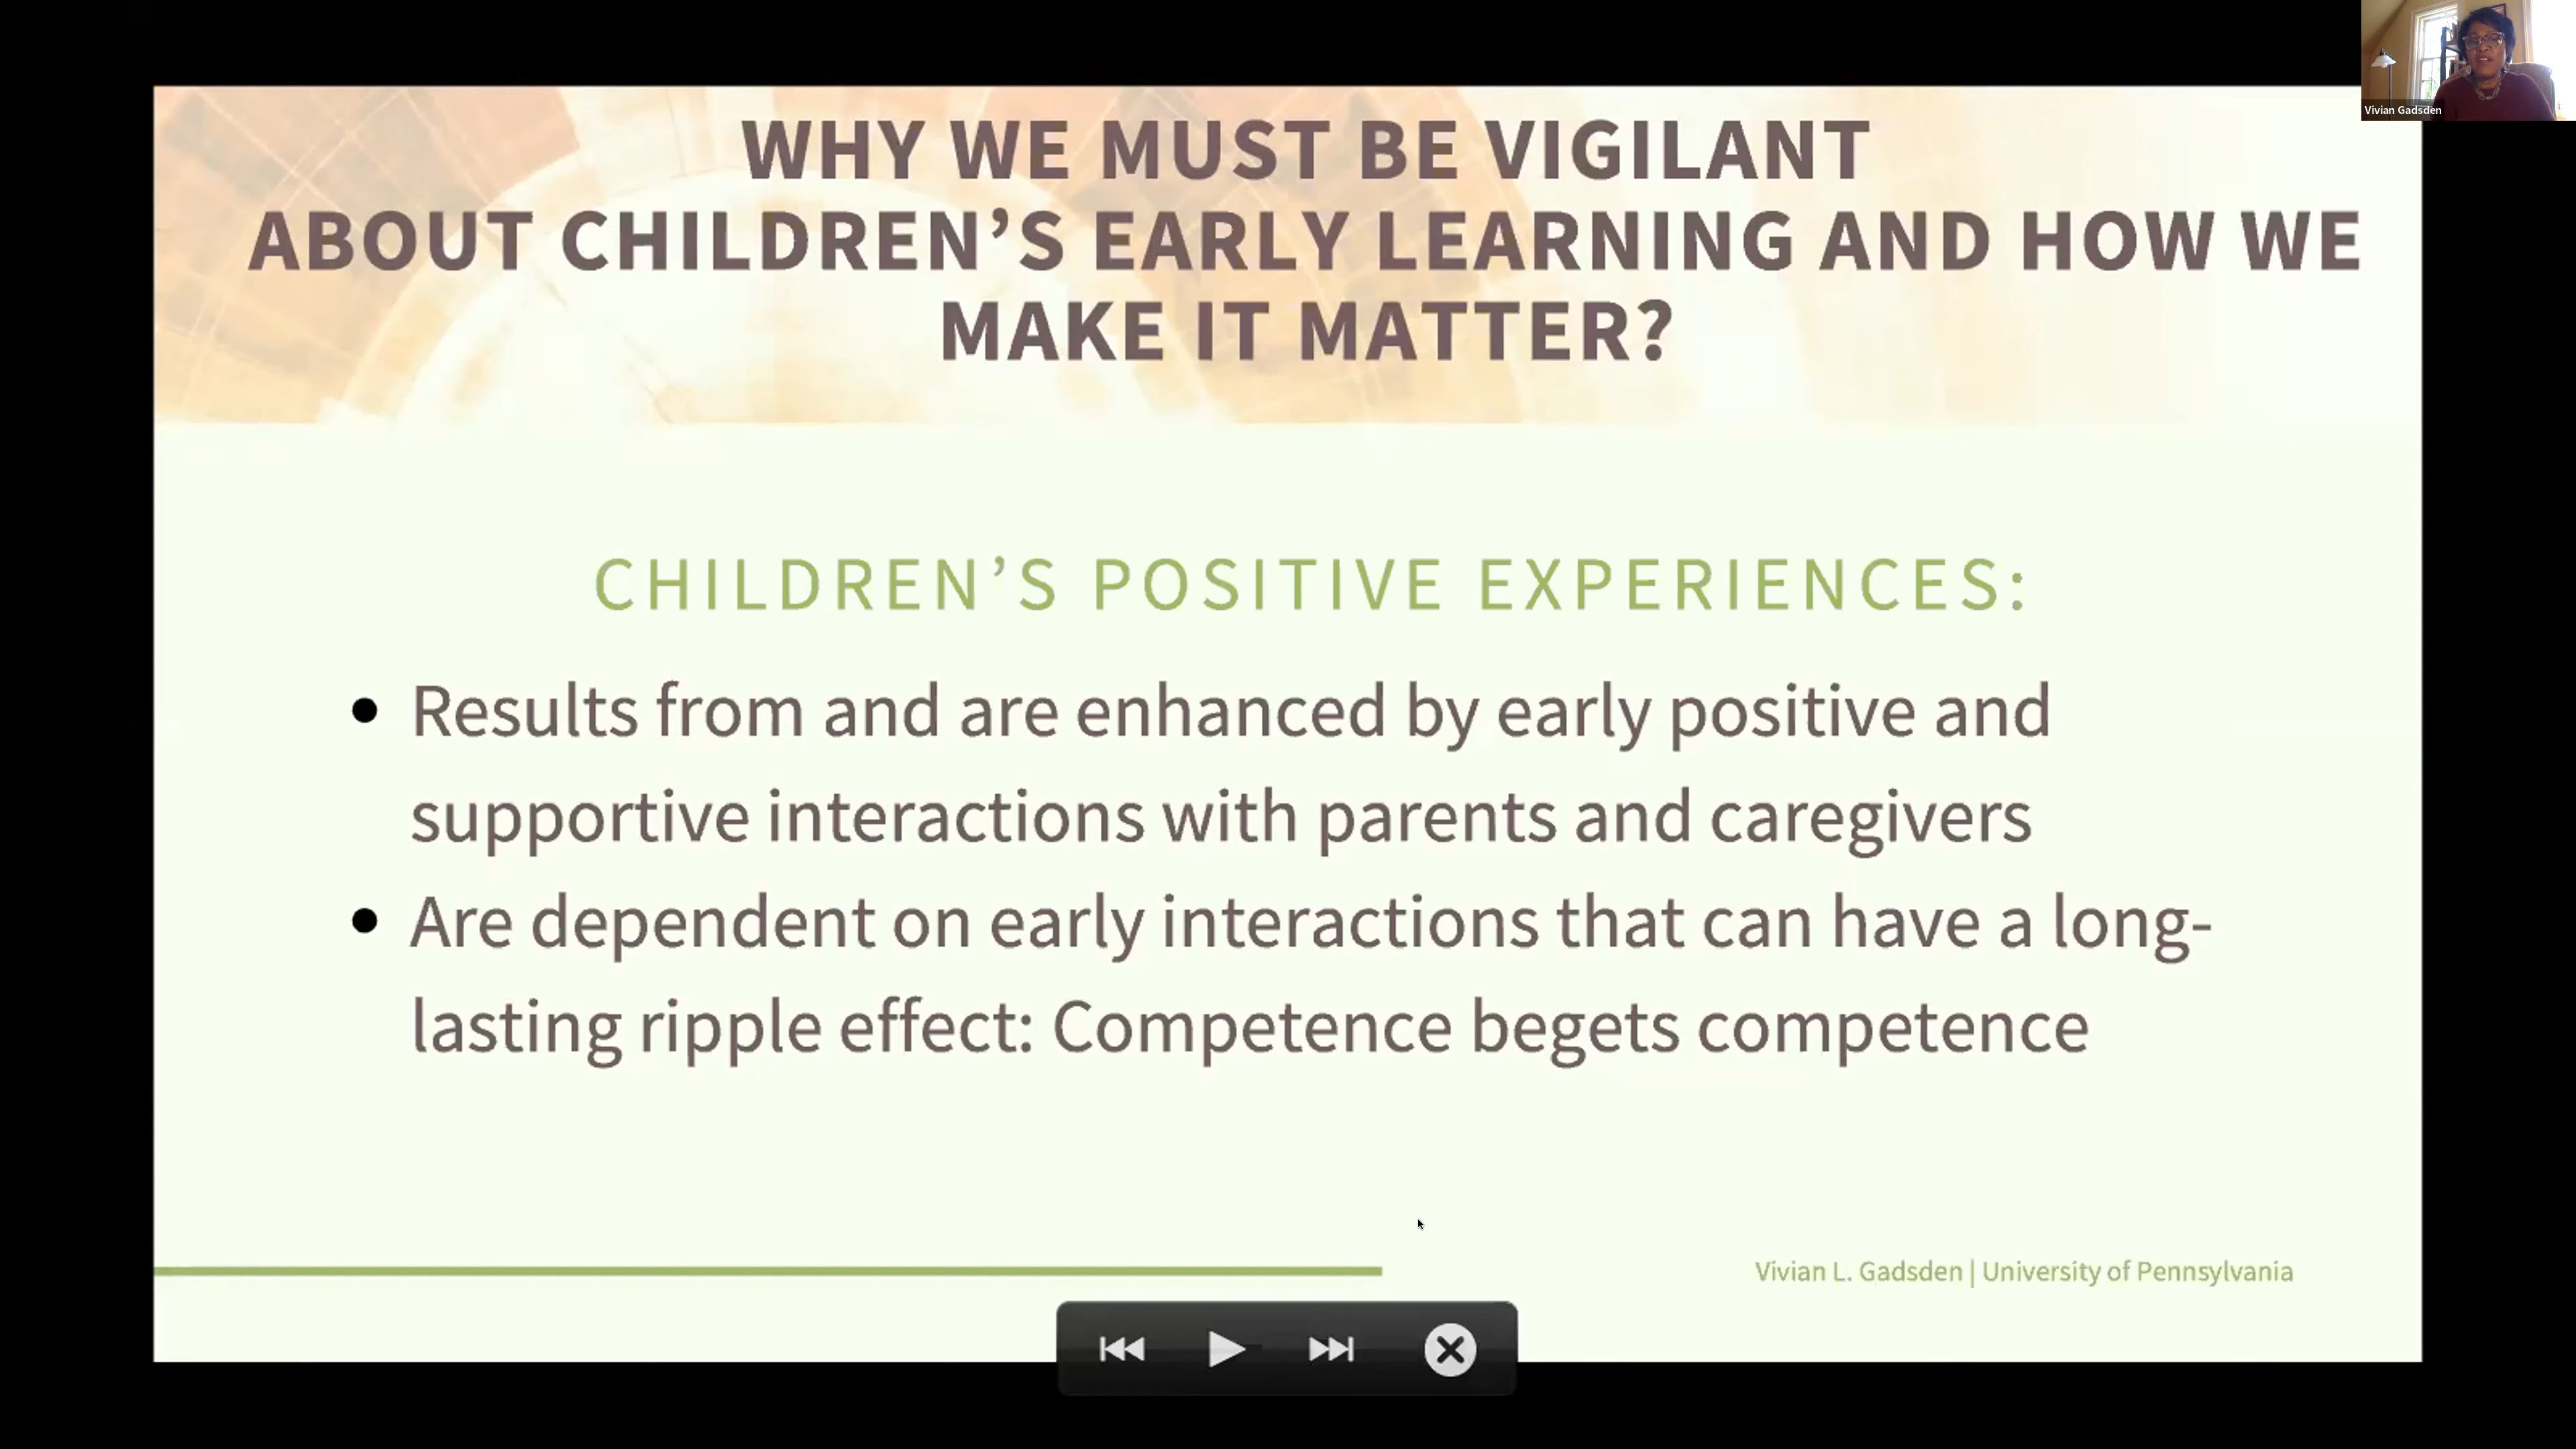 Vivian Gadsden
WHY WE MUST BE VIGILANT
ABOUT CHILDREN’S EARLY LEARNING AND HOW WE
MAKE IT MATTER?
CHILDREN’S POSITIVE EXPERIENCES:
• Results from and are enhanced by early positive and
supportive interactions with parents and caregivers
• Are dependent on early interactions that can have a long-
lasting ripple effect: Competence begets competence
Vivian L. Gadsden | University of Pennsylvania